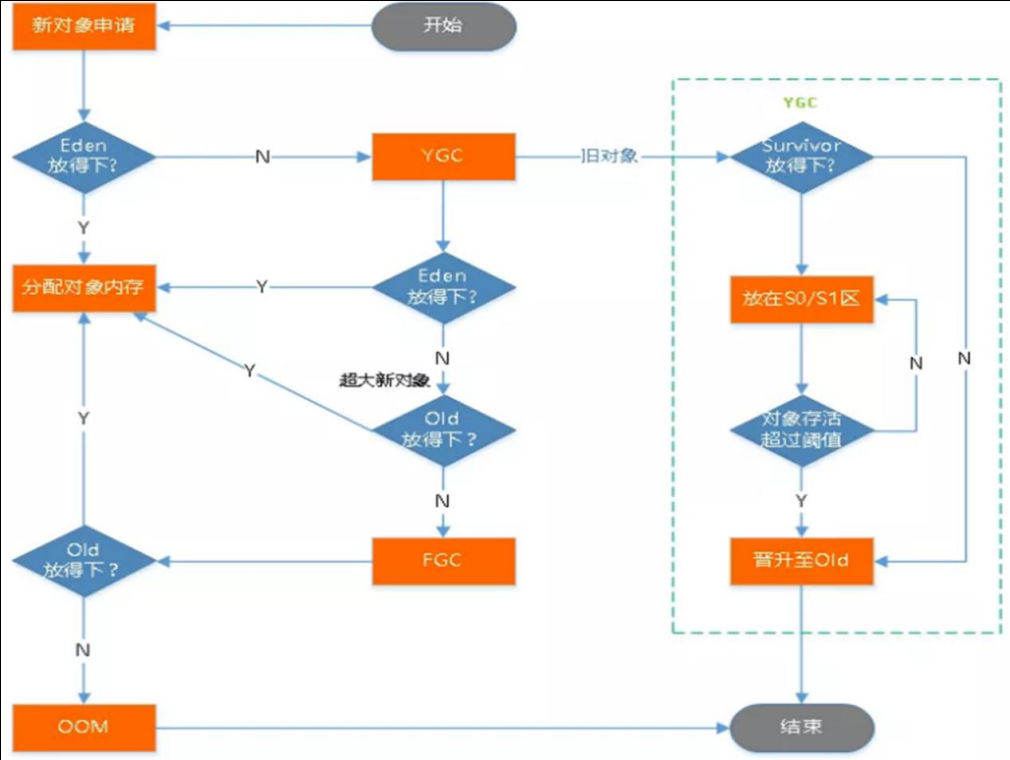 新对象申请
开始
YGC
Eden
放得下?
N
YGC
旧对象
Survivor
放得下?
Y
Eden
放得下?
分配对象内存
Y
放在S0/S1区
N
超大新对象
Y
N
N
Old
放得下?
Y
对象存活
超过阈值
N
Y
Old
放得下?
FGC
晋升至Old
N
OOM
结束